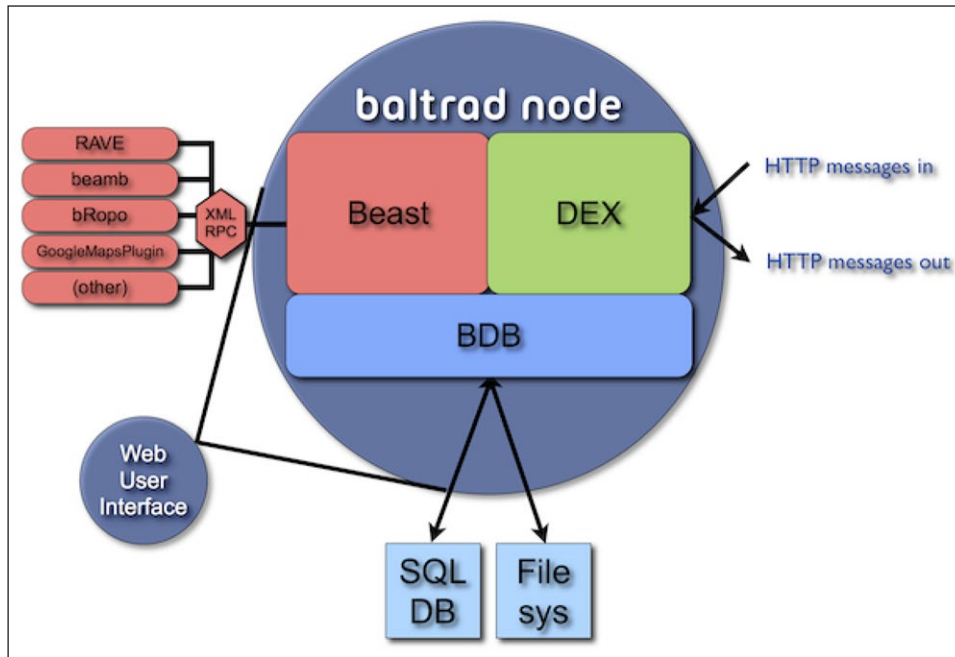 baltrad node
RAVE
beamb
bRopo
GoogleMapsPlugin
(other)
XML
RPC
Beast
DEX
BDB
HTTP messages in
HTTP messages out
Web
User
Interface
SQL
DB
File
sys